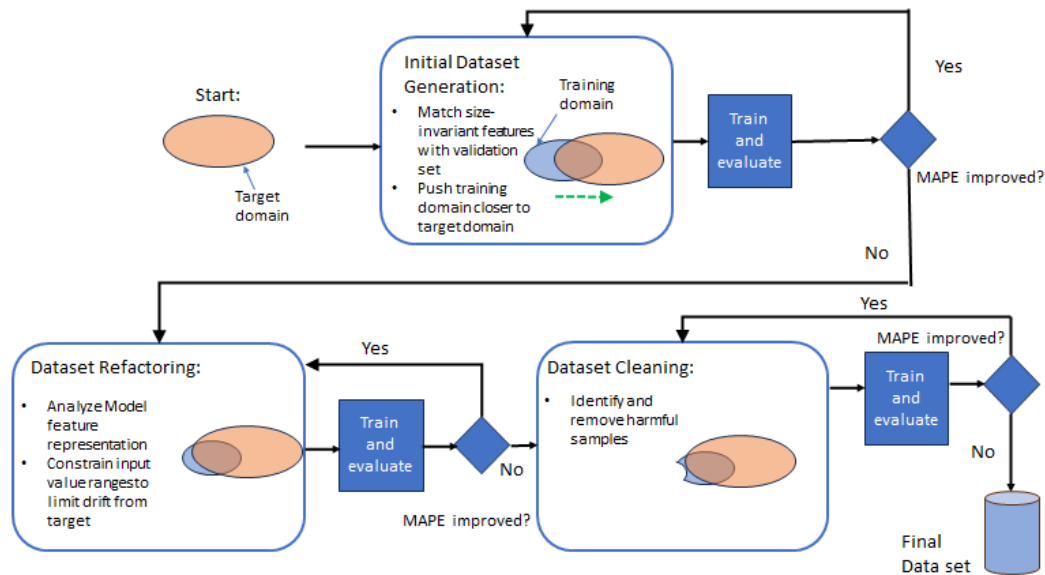 Start:
Target
domain
Initial Dataset
Generation:
• Match size-
invariant features
with validation
set
• Push training
domain closer to
target domain
Training
domain
Train
and
evaluate
Yes
MAPE improved?
No
Dataset Refactoring:
• Analyze Model
feature
representation
• Constrain input
value ranges to
limit drift from
target
Train
and
evaluate
Yes
No
MAPE improved?
Dataset Cleaning:
• Identify and
remove harmful
samples
Yes
MAPE improved?
Train
and
evaluate
No
Final
Data set